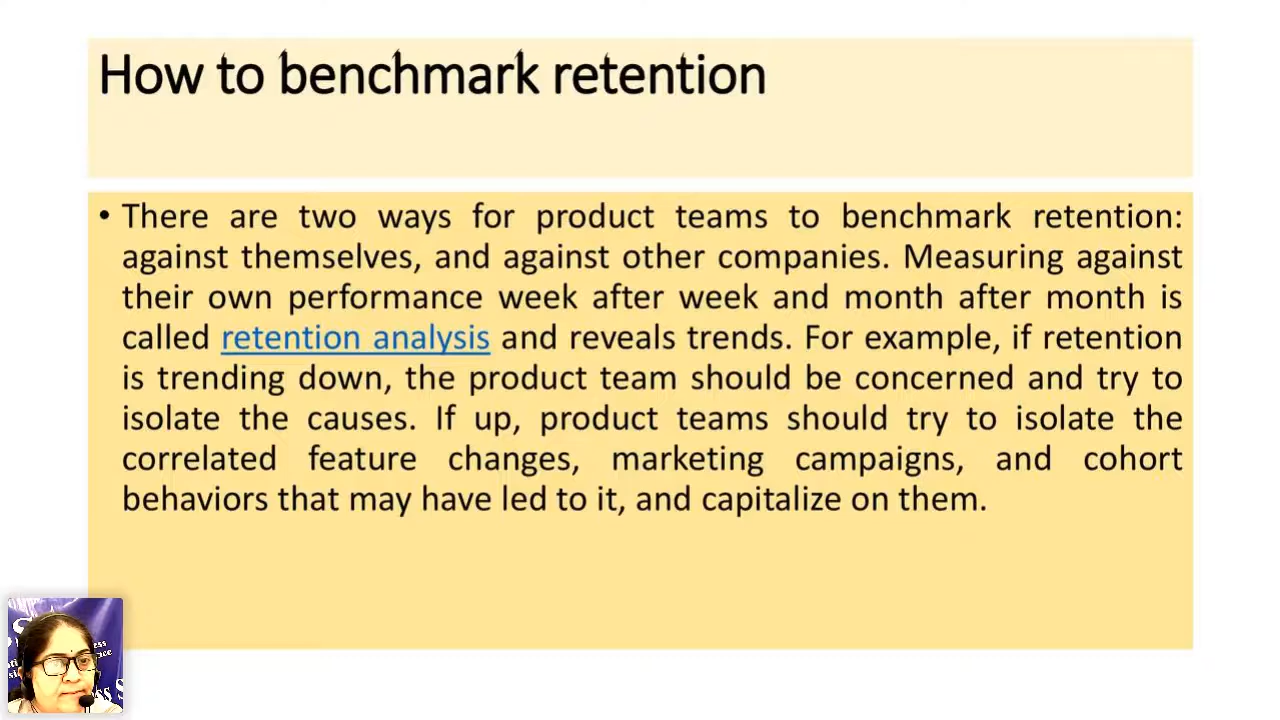 How to benchmark retention
• There are two ways for product teams to benchmark retention:
against themselves, and against other companies. Measuring against
their own performance week after week and month after month is
called retention analysis and reveals trends. For example, if retention
is trending down, the product team should be concerned and try to
isolate the causes. If up, product teams should try to isolate the
correlated feature changes, marketing campaigns, and cohort
behaviors that may have led to it, and capitalize on them.